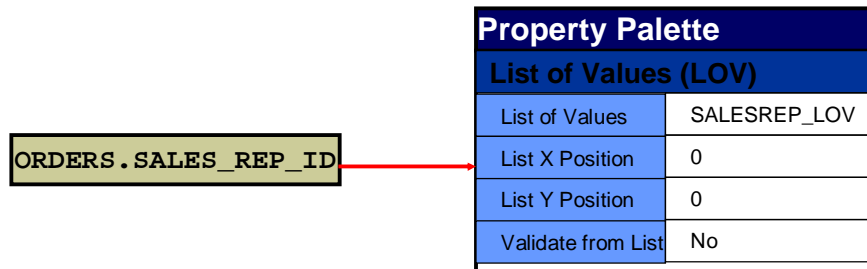 Property Palette
List of Values (LOV)
List of Values SALESREP_LOV
ORDERS.SALES_REP_ID
List X Position 0
List Y Position 0
Validate from List No